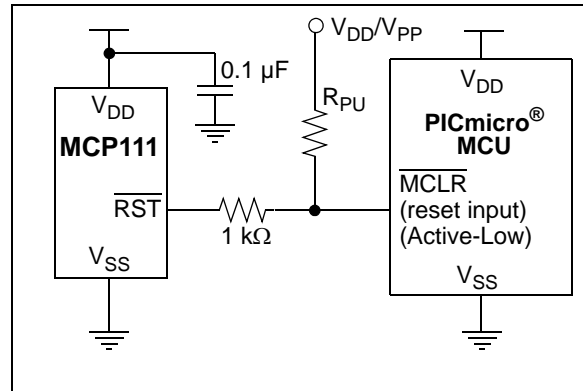 V_DD/V_PP
0.1 µF
R_PU
V_DD
MCP111
RST
V_SS
1 kΩ
V_DD
PICmicro®
MCU
MCLR
(reset input)
(Active-Low)
V_SS